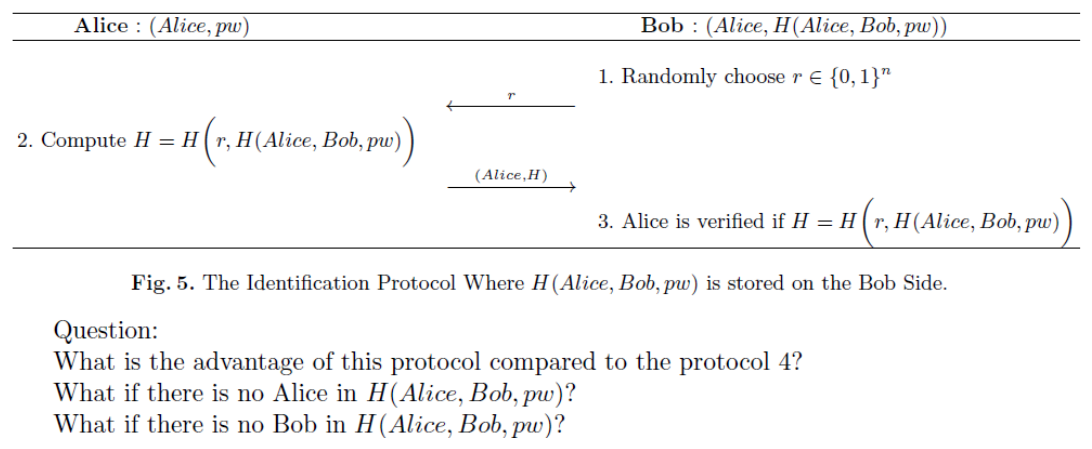 Alice : (Alice, pw) Bob : (Alice, H(Alice, Bob, pw))
1. Randomly choose r ∈ {0, 1}ⁿ
r
2. Compute H = H(r, H(Alice, Bob, pw))
(Alice,H)
3. Alice is verified if H = H(r, H(Alice, Bob, pw))
Fig. 5. The Identification Protocol Where H(Alice, Bob, pw) is stored on the Bob Side.
Question:
What is the advantage of this protocol compared to the protocol 4?
What if there is no Alice in H(Alice, Bob, pw)?
What if there is no Bob in H(Alice, Bob, pw)?